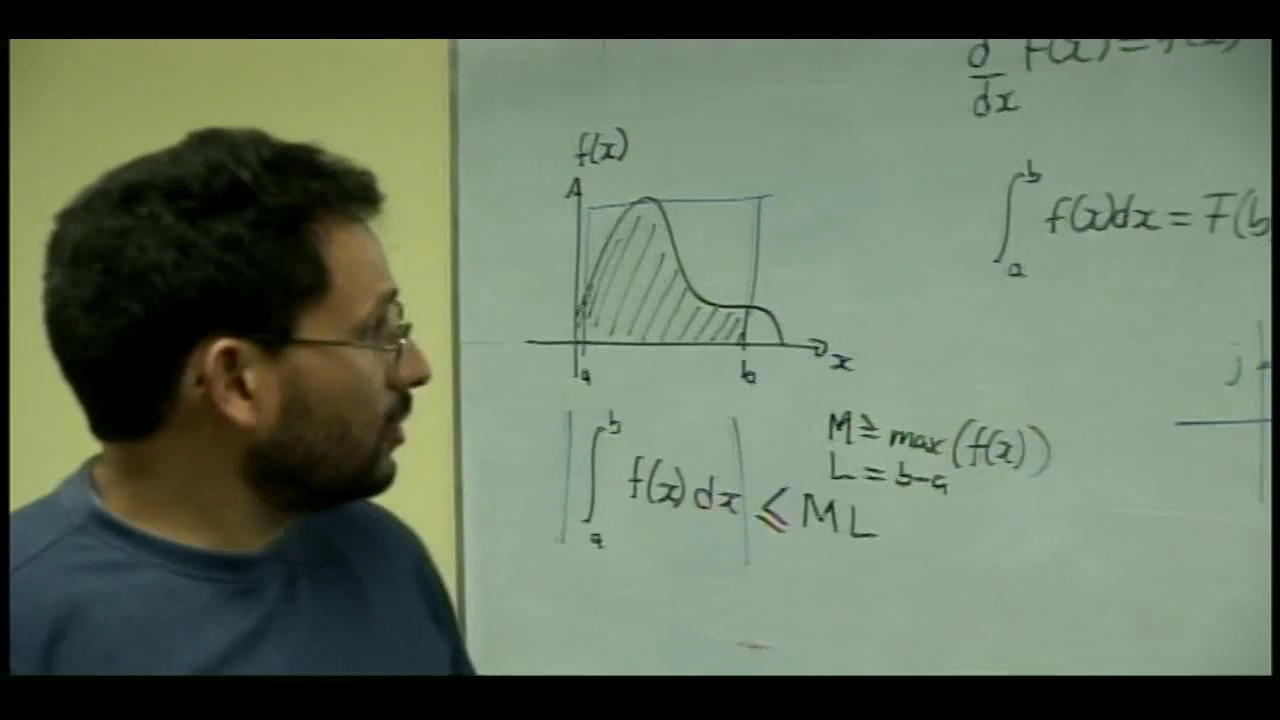 f(x)
a
b
x
|∫_a^b f(x) dx| ≤ ML
M ≥ max(f(x))
L = b-a
d/dx F(x) =
∫_a^b f(x)dx = F(b